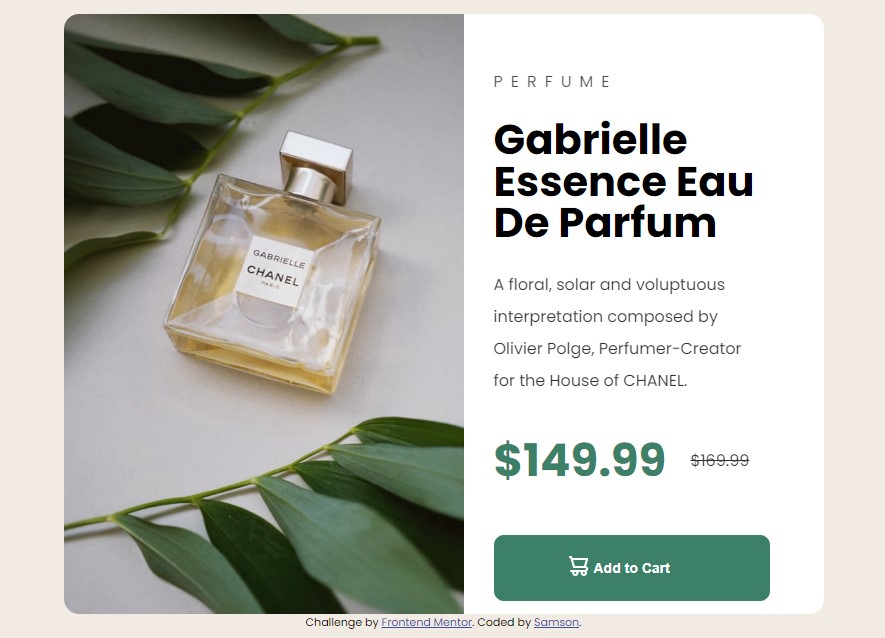 GABRIELLE
CHANEL
PARIS
PERFUME
Gabrielle
Essence Eau
De Parfum
A floral, solar and voluptuous
interpretation composed by
Olivier Polge, Perfumer-Creator
for the House of CHANEL.
$149.99 $169.99
Add to Cart
Challenge by Frontend Mentor. Coded by Samson.